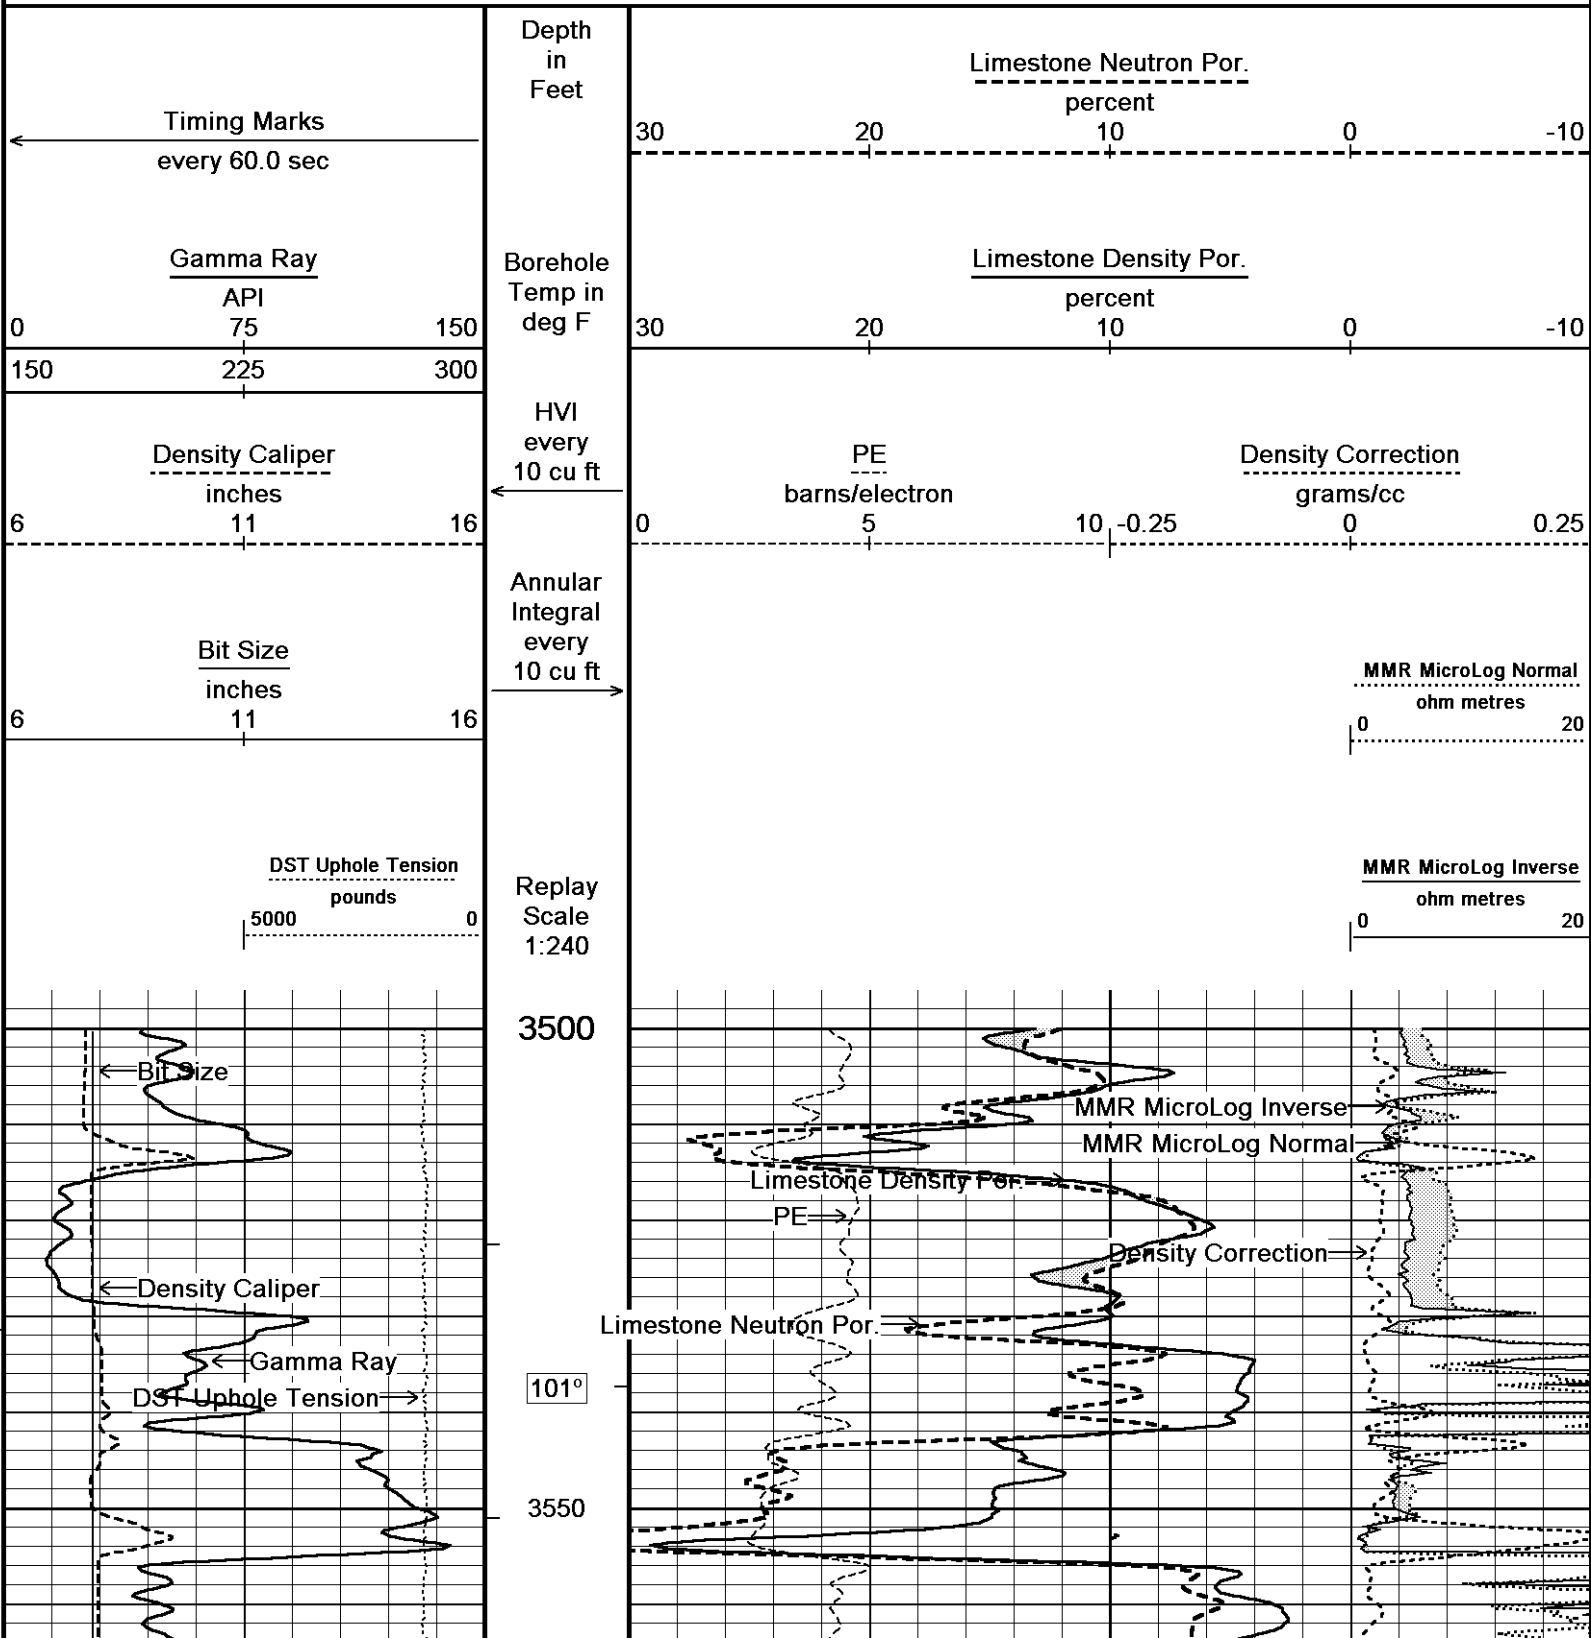 Timing Marks
every 60.0 sec
Gamma Ray
API
0 75 150
150 225 300
Density Caliper
inches
6 11 16
Bit Size
inches
6 11 16
DST Uphole Tension
pounds
5000 0
Depth
in
Feet
Borehole
Temp in
deg F
HVI
every
10 cu ft
Annular
Integral
every
10 cu ft
Replay
Scale
1:240
Limestone Neutron Por.
percent
30 20 10 0 -10
Limestone Density Por.
percent
30 20 10 0 -10
PE
barns/electron
0 5 10
Density Correction
grams/cc
-0.25 0 0.25
MMR MicroLog Normal
ohm metres
0 20
MMR MicroLog Inverse
ohm metres
0 20
3500
Bit Size
MMR MicroLog Inverse
MMR MicroLog Normal
Limestone Density Por.
PE
Density Correction
Density Caliper
Limestone Neutron Por.
Gamma Ray
101°
DST Uphole Tension
3550